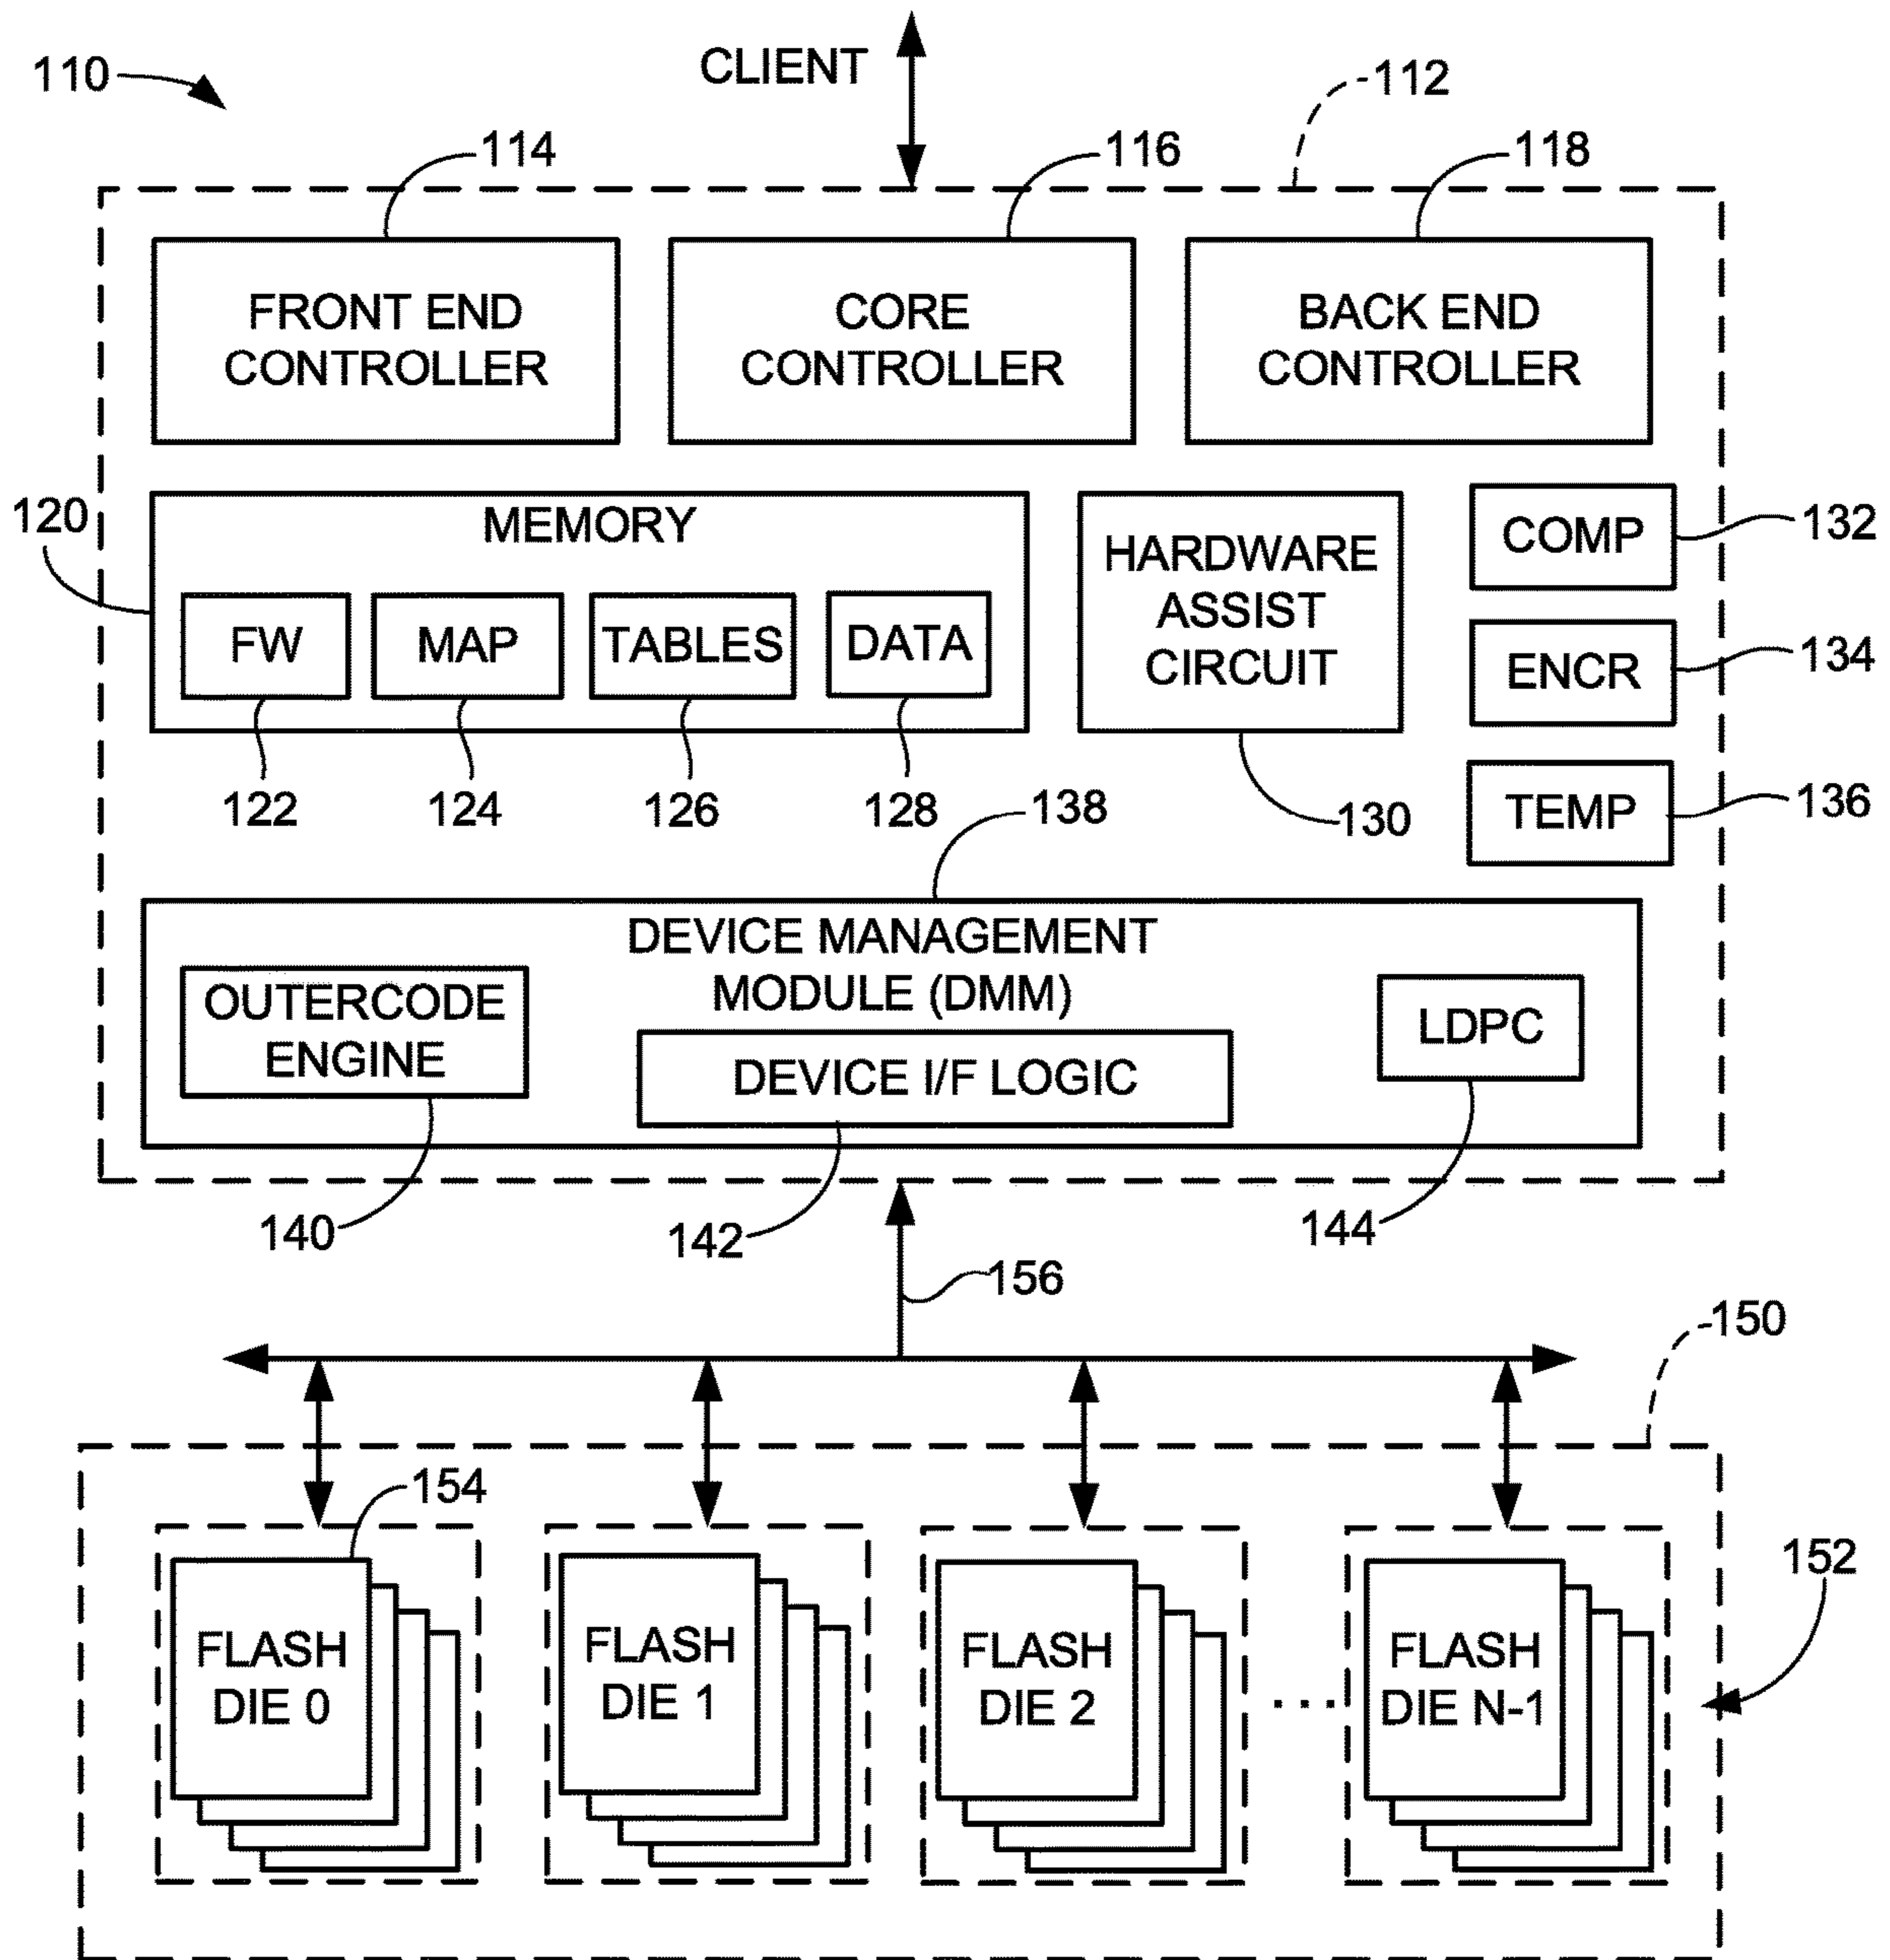 CLIENT
110
112
114
116
118
FRONT END
CONTROLLER
CORE
CONTROLLER
BACK END
CONTROLLER
120
MEMORY
FW
MAP
TABLES
DATA
122
124
126
128
HARDWARE
ASSIST
CIRCUIT
130
COMP
132
ENCR
134
TEMP
136
138
DEVICE MANAGEMENT
MODULE (DMM)
OUTERCODE
ENGINE
DEVICE I/F LOGIC
LDPC
140
142
144
156
150
154
152
FLASH
DIE 0
FLASH
DIE 1
FLASH
DIE 2
...
FLASH
DIE N-1